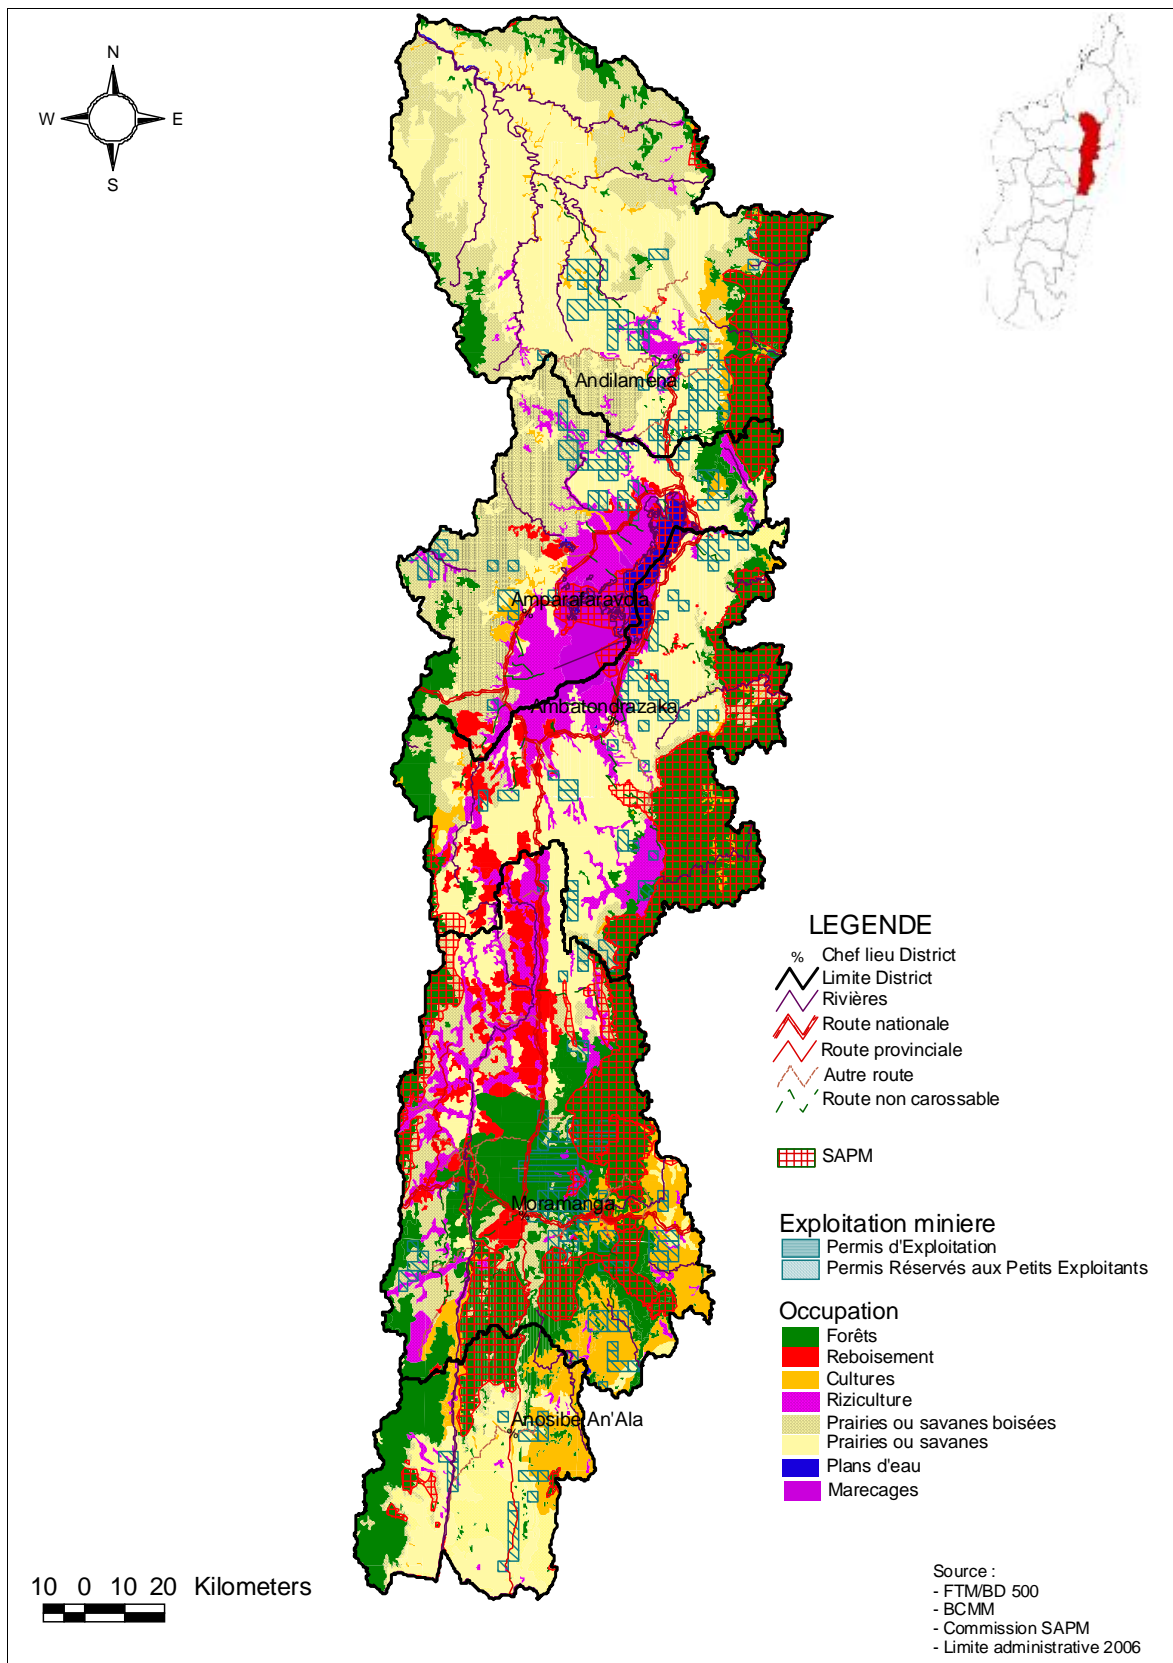 N
W E
S
Andilamena
Amparafaravola
Ambatondrazaka
LEGENDE
% Chef lieu District
Limite District
Rivières
Route nationale
Route provinciale
Autre route
Route non carossable
SAPM
Moramanga
Exploitation miniere
Permis d'Exploitation
Permis Réservés aux Petits Exploitants
Occupation
Forêts
Reboisement
Cultures
Riziculture
Prairies ou savanes boisées
Prairies ou savanes
Plans d'eau
Marecages
Anosibe An'Ala
10 0 10 20 Kilometers
Source :
- FTM/BD 500
- BCMM
- Commission SAPM
- Limite administrative 2006